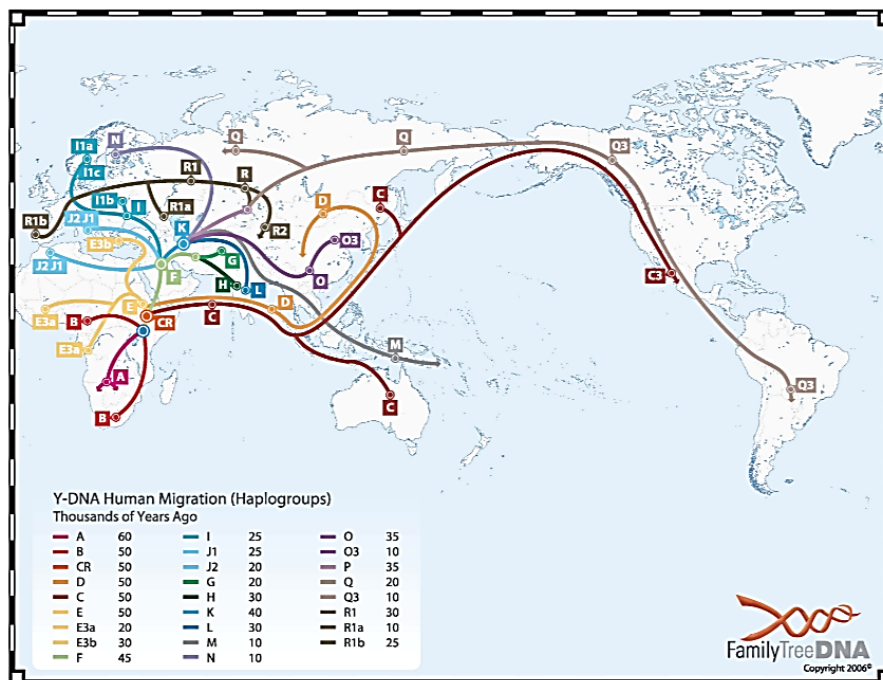 I1a
N
Q
Q
Q3
I1c
R1
R
I1b
I
R1a
D
C
J2 J1
R1b
E3b
K
R2
O3
J2 J1
F
G
O
H
L
C3
E
D
E3a
B
CR
C
E3a
M
A
Q3
B
C
Y-DNA Human Migration (Haplogroups)
Thousands of Years Ago
A 60 I 25 O 35
B 50 J1 25 O3 10
CR 50 J2 20 P 35
D 50 G 20 Q 20
C 50 H 30 Q3 10
E 50 K 40 R1 30
E3a 20 L 30 R1a 10
E3b 30 M 10 R1b 25
F 45 N 10
FamilyTreeDNA
Copyright 2006©